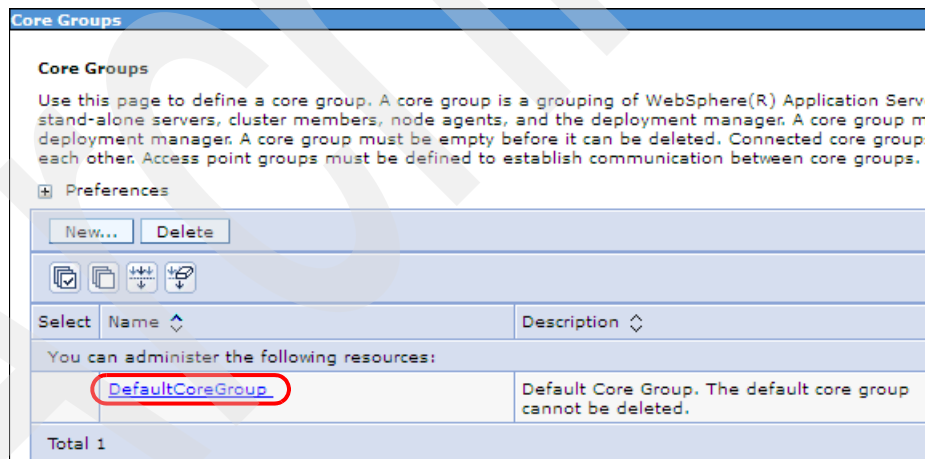 Core Groups
Core Groups
Use this page to define a core group. A core group is a grouping of WebSphere(R) Application Serv
stand-alone servers, cluster members, node agents, and the deployment manager. A core group m
deployment manager. A core group must be empty before it can be deleted. Connected core group
each other. Access point groups must be defined to establish communication between core groups.
Preferences
New... Delete
Select Name Description
You can administer the following resources:
DefaultCoreGroup Default Core Group. The default core group
cannot be deleted.
Total 1